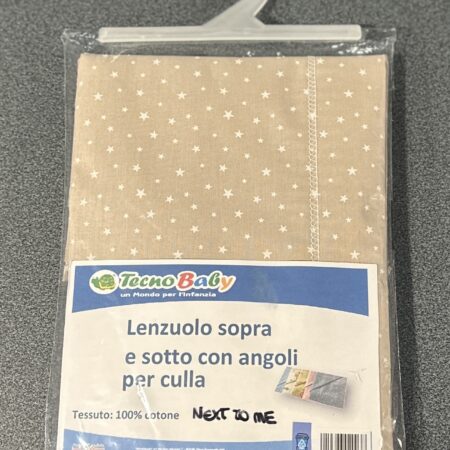 TecnoBaby
un Mondo per l'Infanzia
Lenzuolo sopra
e sotto con angoli
per culla
Tessuto: 100% cotone NEXT TO ME